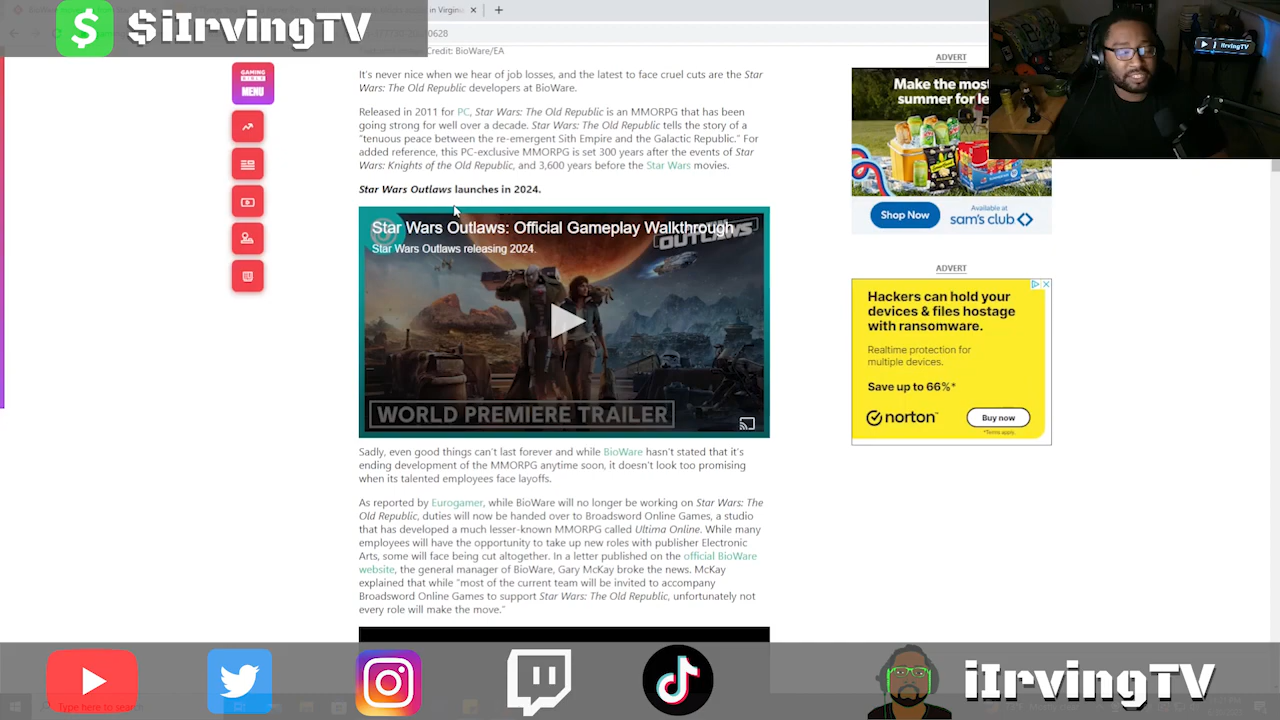 $iIrvingTV
in Virgin
0628
Credit: BioWare/EA
GAMING
BIBLE
MENU
It's never nice when we hear of job losses, and the latest to face cruel cuts are the Star
Wars: The Old Republic developers at BioWare.
Released in 2011 for PC, Star Wars: The Old Republic is an MMORPG that has been
going strong for well over a decade. Star Wars: The Old Republic tells the story of a
"tenuous peace between the re-emergent Sith Empire and the Galactic Republic." For
added reference, this PC-exclusive MMORPG is set 300 years after the events of Star
Wars: Knights of the Old Republic, and 3,600 years before the Star Wars movies.
Star Wars Outlaws launches in 2024.
Star Wars Outlaws: Official Gameplay Walkthrough
Star Wars Outlaws releasing 2024.
OUTLAWS
WORLD PREMIERE TRAILER
Sadly, even good things can't last forever and while BioWare hasn't stated that it's
ending development of the MMORPG anytime soon, it doesn't look too promising
when its talented employees face layoffs.
As reported by Eurogamer, while BioWare will no longer be working on Star Wars: The
Old Republic, duties will now be handed over to Broadsword Online Games, a studio
that has developed a much lesser-known MMORPG called Ultima Online. While many
employees will have the opportunity to take up new roles with publisher Electronic
Arts, some will face being cut altogether. In a letter published on the official BioWare
website, the general manager of BioWare, Gary McKay broke the news. McKay
explained that while "most of the current team will be invited to accompany
Broadsword Online Games to support Star Wars: The Old Republic, unfortunately not
every role will make the move."
ADVERT
Make the mos
summer for le
Shop Now
Available at
sam's club
ADVERT
Hackers can hold your
devices & files hostage
with ransomware.
Realtime protection for
multiple devices.
Save up to 66%*
norton
Buy now
*Terms apply.
iIrvingTV
Type here to search
iIrvingTV